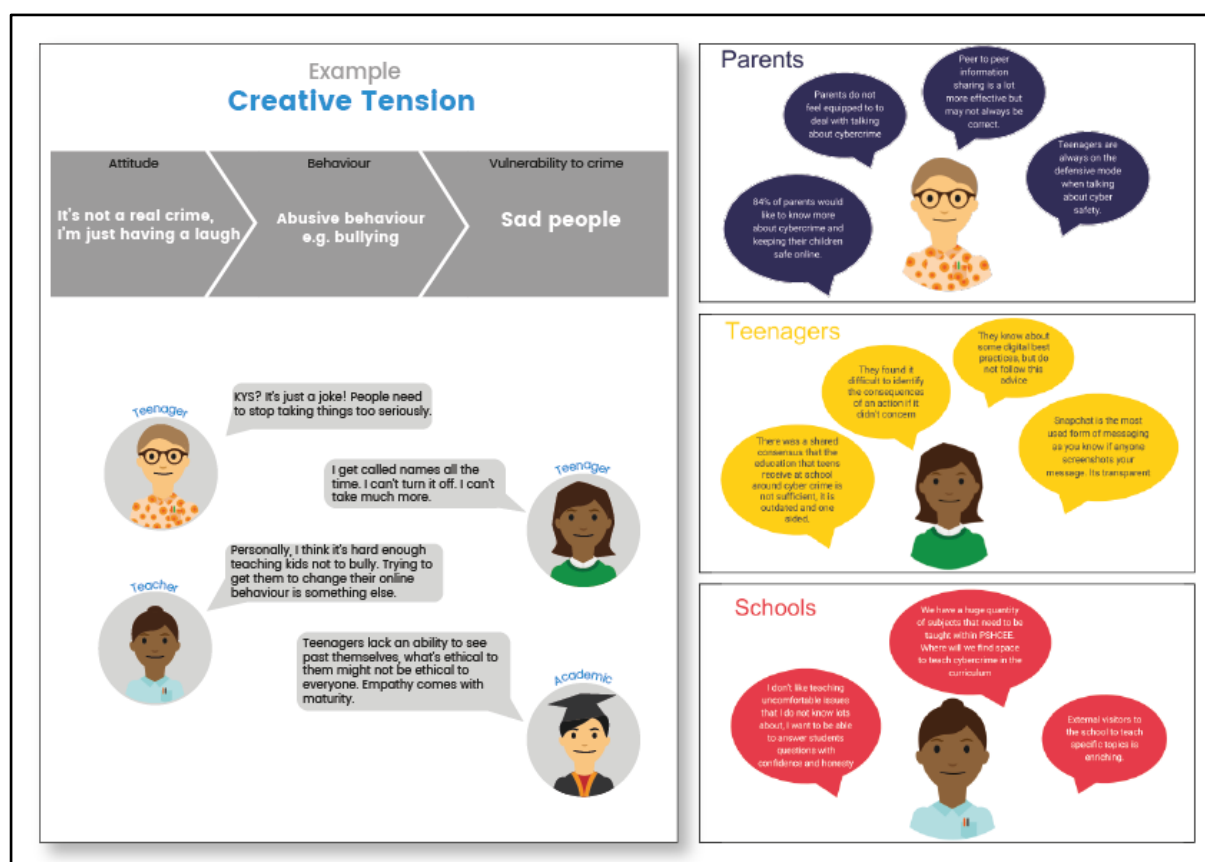 Example
Creative Tension
Attitude
It's not a real crime,
I'm just having a laugh
Behaviour
Abusive behaviour
e.g. bullying
Vulnerability to crime
Sad people
Teenager
KYS? It's just a joke! People need
to stop taking things too seriously.
I get called names all the
time. I can't turn it off. I can't
take much more.
Teenager
Personally, I think it's hard enough
teaching kids not to bully. Trying to
get them to change their online
behaviour is something else.
Teacher
Teenagers lack an ability to see
past themselves, what's ethical to
them might not be ethical to
everyone. Empathy comes with
maturity.
Academic
Parents
84% of parents would
like to know more
about cybercrime and
keeping their children
safe online.
Parents do not
feel equipped to to
deal with talking
about cybercrime
Peer to peer
information
sharing is a lot
more effective but
may not always be
correct.
Teenagers are
always on the
defensive mode
when talking
about cyber
safety.
Teenagers
There was a shared
consensus that the
education that teens
receive at school
around cyber crime is
not sufficient, it is
outdated and one
sided.
They found it
difficult to identify
the consequences
of an action if it
didn't concern
They know about
some digital best
practices, but do
not follow this
advice
Snapchat is the most
used form of messaging
as you know if anyone
screenshots your
message. Its transparent
Schools
I don't like teaching
uncomfortable issues
that I do not know lots
about, I want to be able
to answer students
questions with
confidence and honesty
We have a huge quantity
of subjects that need to be
taught within PSHCEE.
Where will we find space
to teach cybercrime in the
curriculum
External visitors to
the school to teach
specific topics is
enriching.